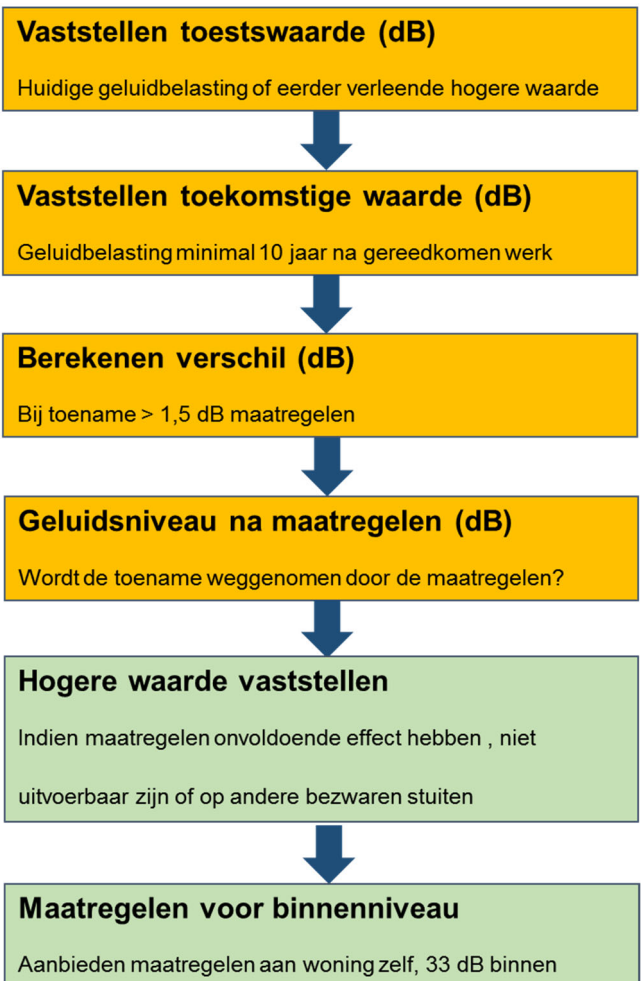 Vaststellen toestswaarde (dB)
Huidige geluidbelasting of eerder verleende hogere waarde
Vaststellen toekomstige waarde (dB)
Geluidbelasting minimal 10 jaar na gereedkomen werk
Berekenen verschil (dB)
Bij toename > 1,5 dB maatregelen
Geluidsniveau na maatregelen (dB)
Wordt de toename weggenomen door de maatregelen?
Hogere waarde vaststellen
Indien maatregelen onvoldoende effect hebben , niet
uitvoerbaar zijn of op andere bezwaren stuiten
Maatregelen voor binnenniveau
Aanbieden maatregelen aan woning zelf, 33 dB binnen